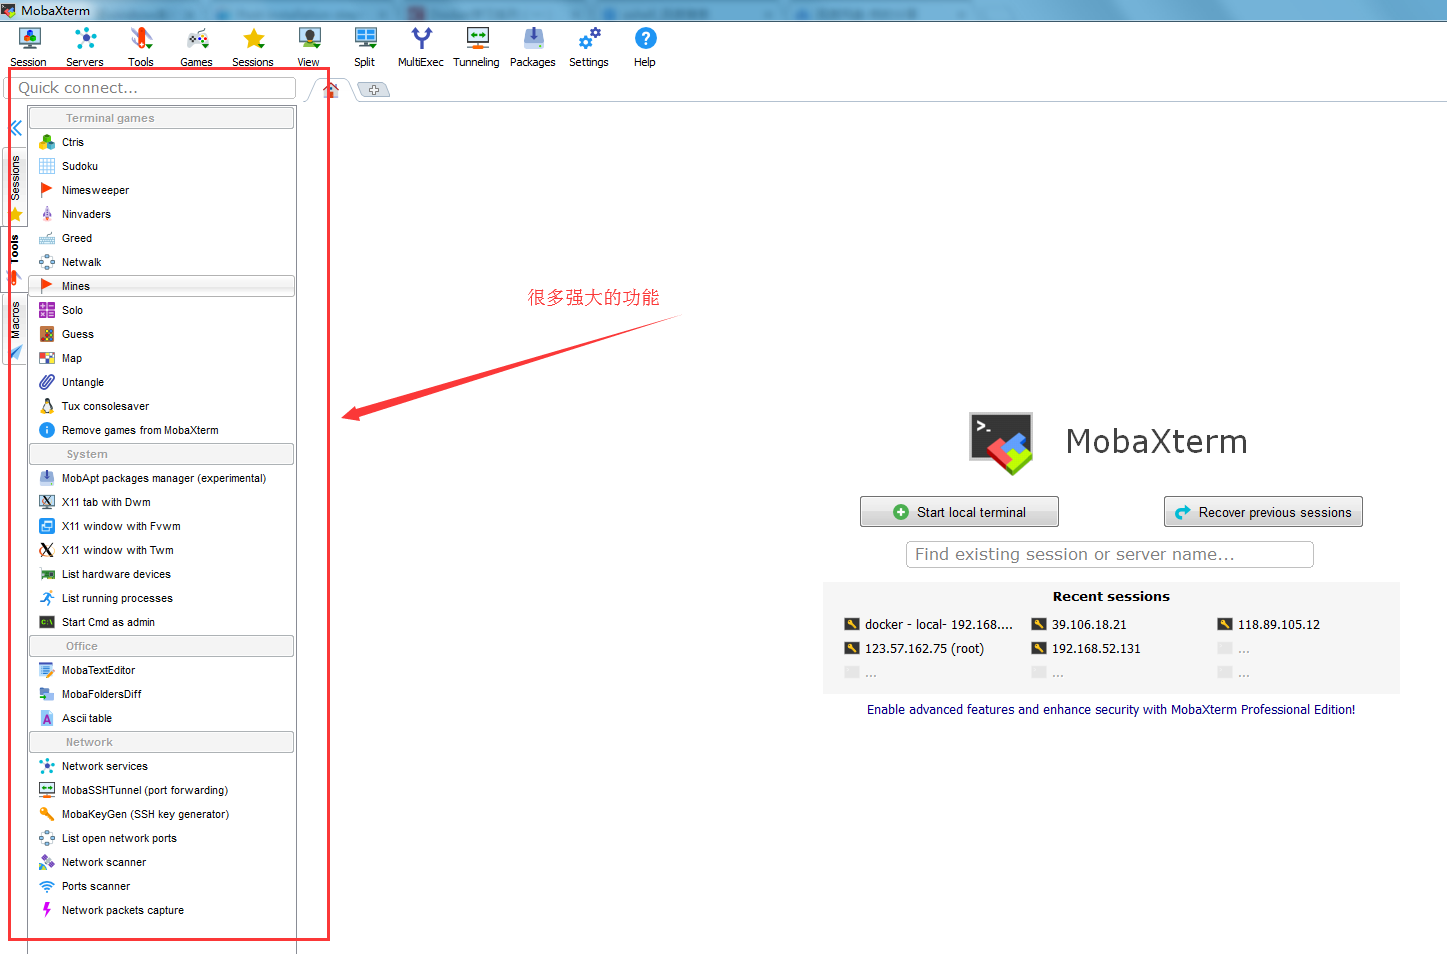 MobaXterm
Session Servers Tools Games Sessions View Split MultiExec Tunneling Packages Settings Help
Quick connect...
Sessions
Tools
Macros
Terminal games
Ctris
Sudoku
Nimesweeper
Ninvaders
Greed
Netwalk
Mines
Solo
Guess
Map
Untangle
Tux consolesaver
Remove games from MobaXterm
System
MobApt packages manager (experimental)
X11 tab with Dwm
X11 window with Fvwm
X11 window with Twm
List hardware devices
List running processes
Start Cmd as admin
Office
MobaTextEditor
MobaFoldersDiff
Ascii table
Network
Network services
MobaSSHTunnel (port forwarding)
MobaKeyGen (SSH key generator)
List open network ports
Network scanner
Ports scanner
Network packets capture
很多强大的功能
MobaXterm
Start local terminal
Recover previous sessions
Find existing session or server name...
Recent sessions
docker - local- 192.168.... 39.106.18.21 118.89.105.12
123.57.162.75 (root) 192.168.52.131 ...
... ... ...
Enable advanced features and enhance security with MobaXterm Professional Edition!